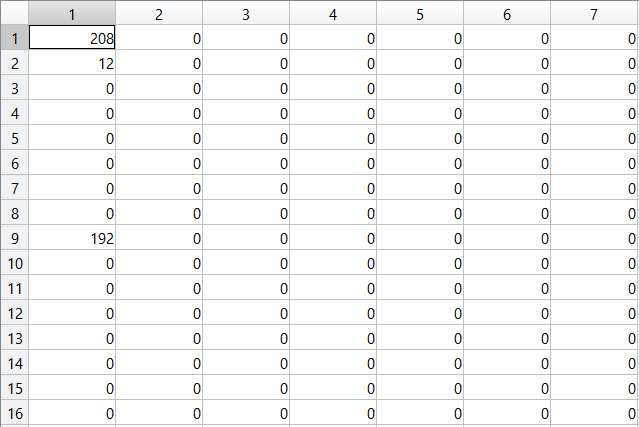 1 2 3 4 5 6 7
1 208 0 0 0 0 0 0
2 12 0 0 0 0 0 0
3 0 0 0 0 0 0 0
4 0 0 0 0 0 0 0
5 0 0 0 0 0 0 0
6 0 0 0 0 0 0 0
7 0 0 0 0 0 0 0
8 0 0 0 0 0 0 0
9 192 0 0 0 0 0 0
10 0 0 0 0 0 0 0
11 0 0 0 0 0 0 0
12 0 0 0 0 0 0 0
13 0 0 0 0 0 0 0
14 0 0 0 0 0 0 0
15 0 0 0 0 0 0 0
16 0 0 0 0 0 0 0